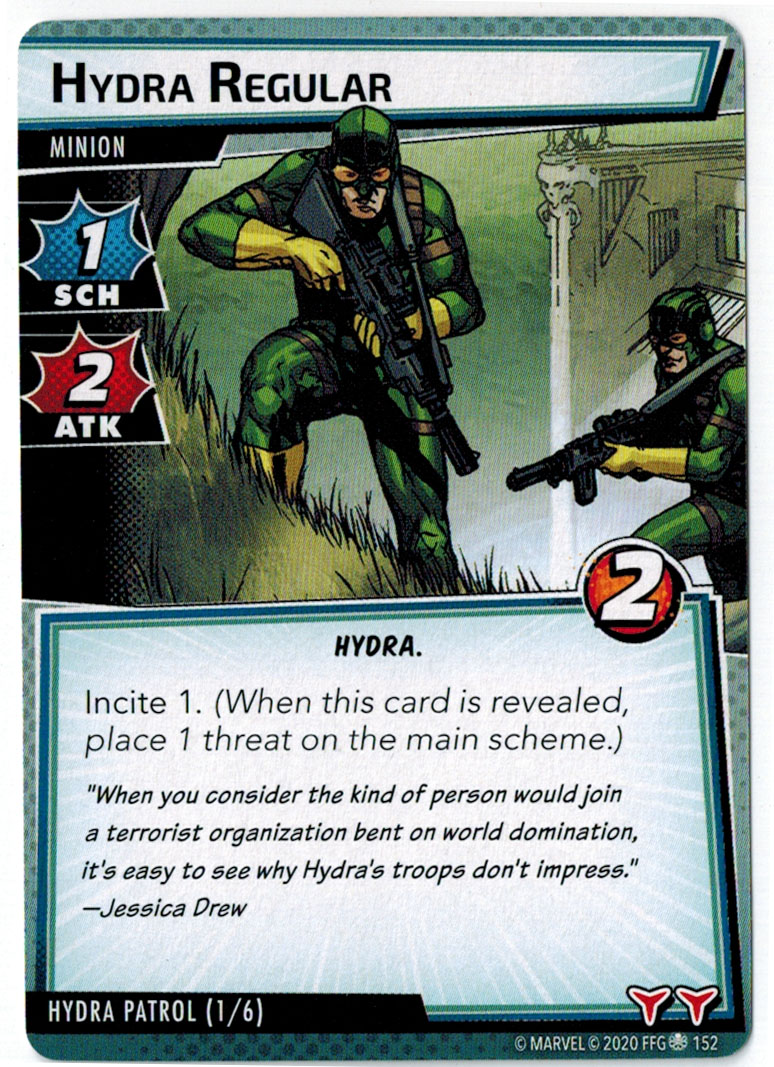 HYDRA REGULAR
MINION
1
SCH
2
ATK
2
HYDRA.
Incite 1. (When this card is revealed,
place 1 threat on the main scheme.)
"When you consider the kind of person would join
a terrorist organization bent on world domination,
it's easy to see why Hydra's troops don't impress."
—Jessica Drew
HYDRA PATROL (1/6)
© MARVEL © 2020 FFG 152